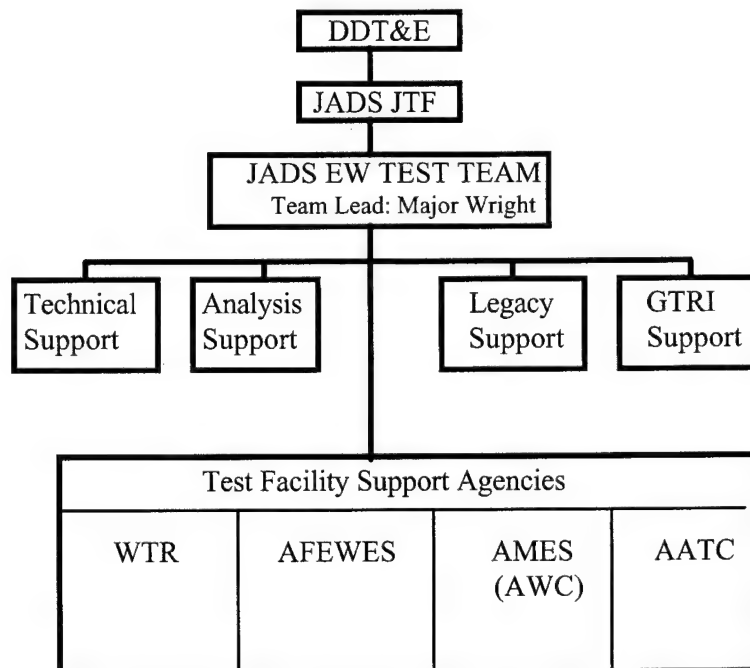 DDT&E
JADS JTF
JADS EW TEST TEAM
Team Lead: Major Wright
Technical
Support
Analysis
Support
Legacy
Support
GTRI
Support
Test Facility Support Agencies
WTR
AFEWES
AMES
(AWC)
AATC